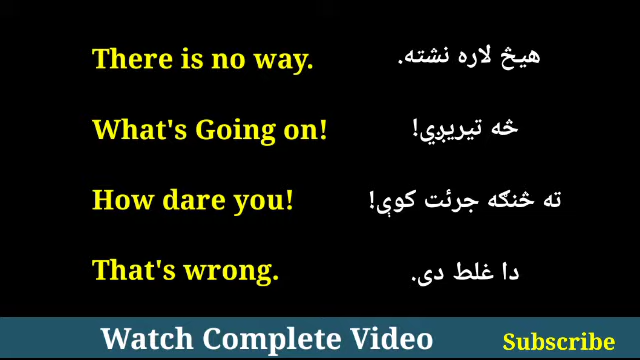 There is no way. هیڅ لاره نشته.
What's Going on! څه تیریږي!
How dare you! ته څنګه جرئت کوې!
That's wrong. دا غلط دی.
Watch Complete Video Subscribe